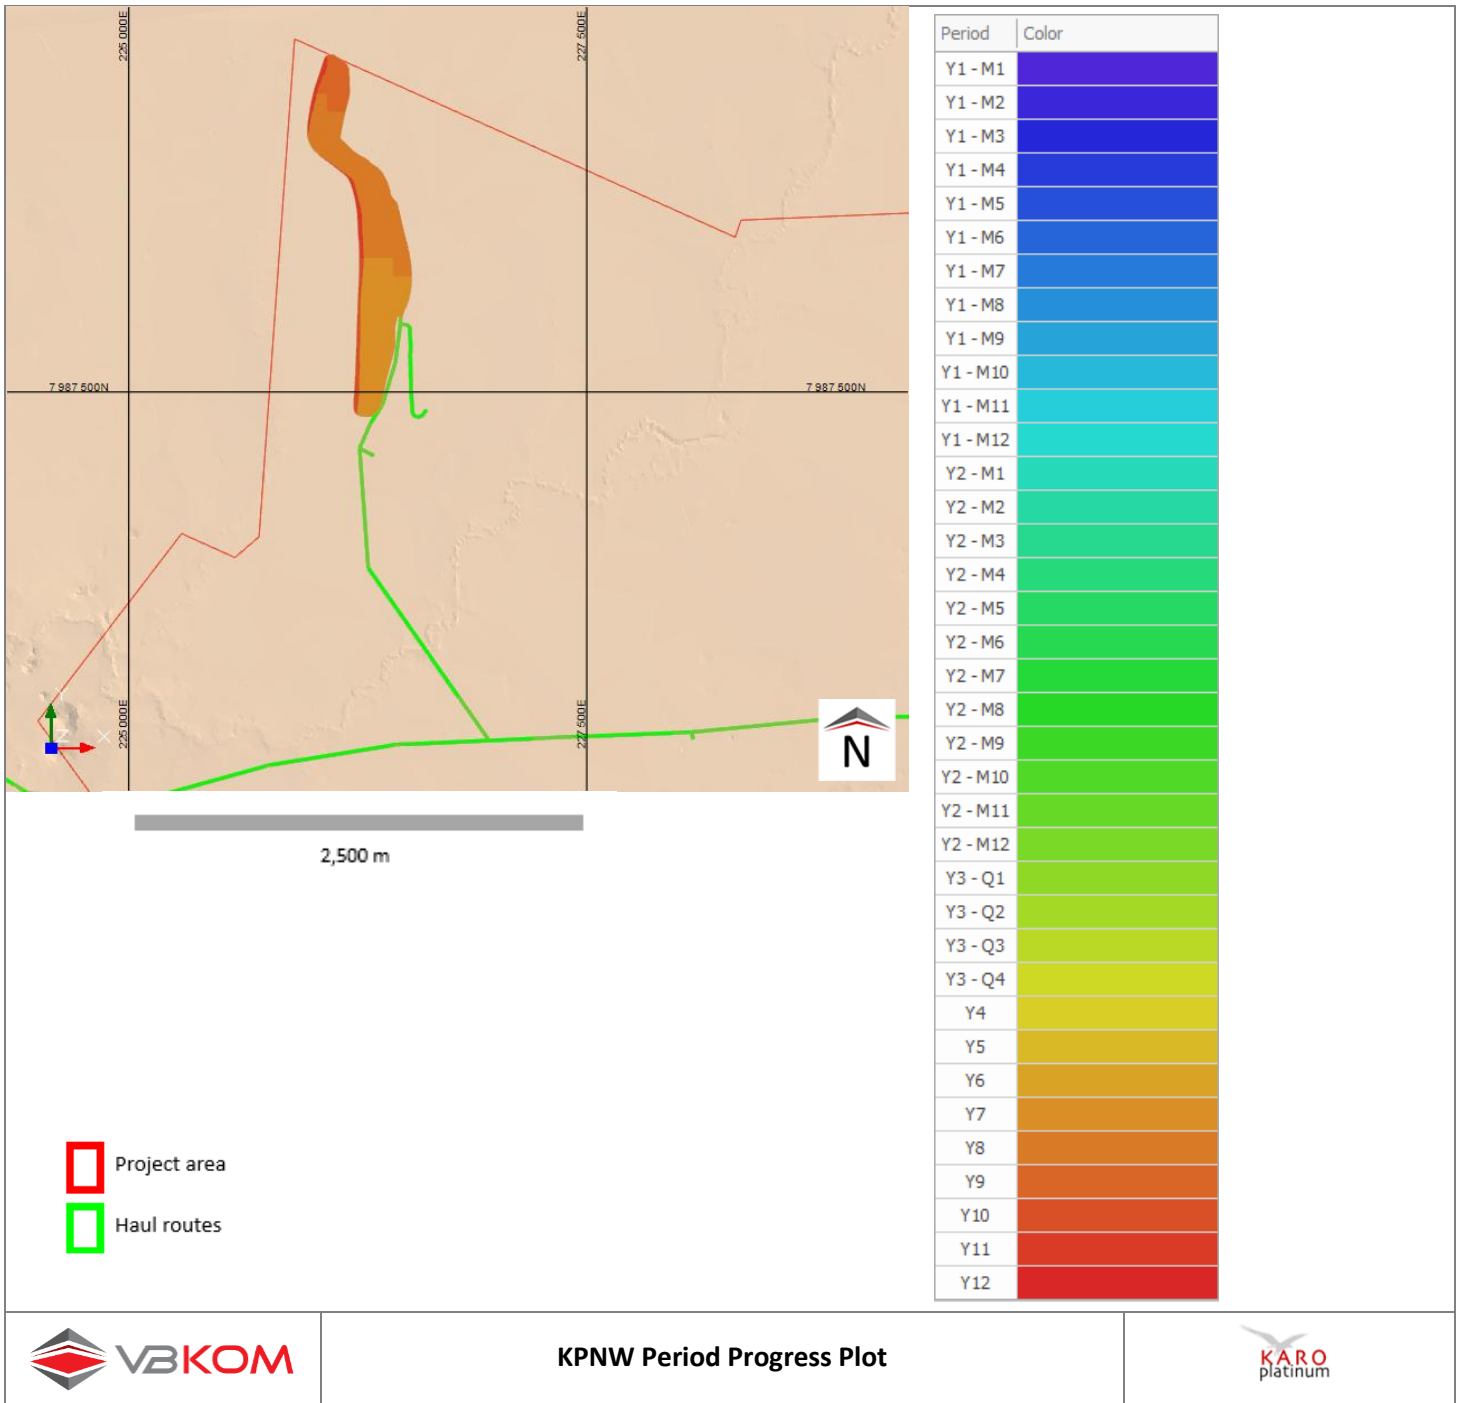 225 000E
227 500E
7 987 500N
7 987 500N
225 000E
227 500E
Y
Z
X
N
2,500 m
Project area
Haul routes
Period Color
Y1 - M1
Y1 - M2
Y1 - M3
Y1 - M4
Y1 - M5
Y1 - M6
Y1 - M7
Y1 - M8
Y1 - M9
Y1 - M10
Y1 - M11
Y1 - M12
Y2 - M1
Y2 - M2
Y2 - M3
Y2 - M4
Y2 - M5
Y2 - M6
Y2 - M7
Y2 - M8
Y2 - M9
Y2 - M10
Y2 - M11
Y2 - M12
Y3 - Q1
Y3 - Q2
Y3 - Q3
Y3 - Q4
Y4
Y5
Y6
Y7
Y8
Y9
Y10
Y11
Y12
VBKOM
KPNW Period Progress Plot
KARO
platinum